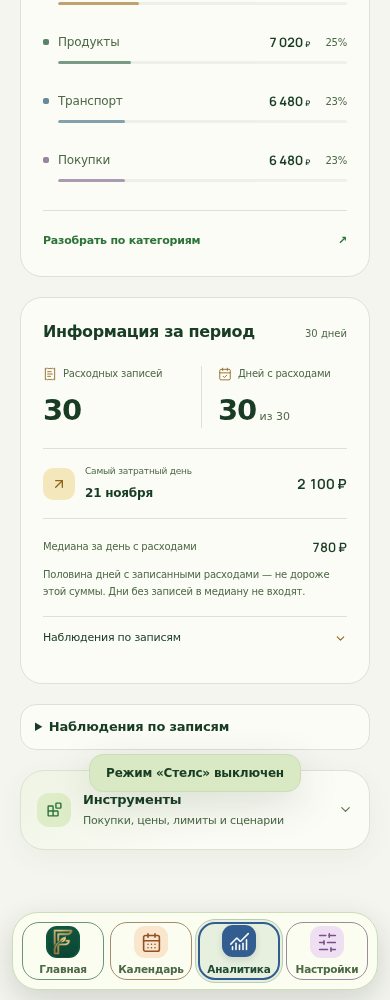 Продукты 7 020 ₽ 25%
Транспорт 6 480 ₽ 23%
Покупки 6 480 ₽ 23%
Разобрать по категориям ↗
Информация за период 30 дней
Расходных записей
30
Дней с расходами
30 из 30
Самый затратный день
21 ноября
2 100 ₽
Медиана за день с расходами 780 ₽
Половина дней с записанными расходами — не дороже
этой суммы. Дни без записей в медиану не входят.
Наблюдения по записям
Наблюдения по записям
Режим «Стелс» выключен
Инструменты
Покупки, цены, лимиты и сценарии
Главная Календарь Аналитика Настройки